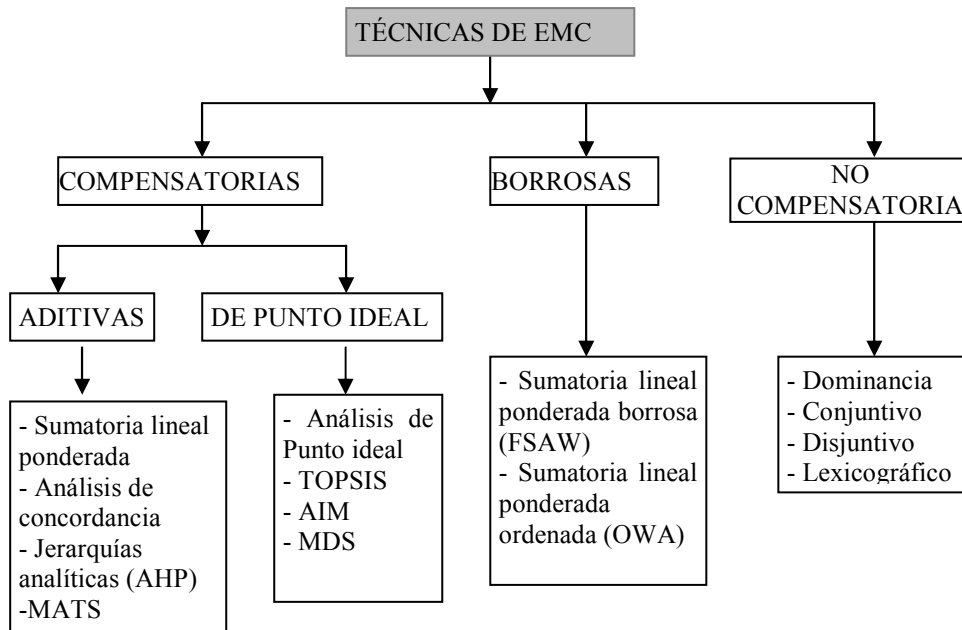 TÉCNICAS DE EMC
COMPENSATORIAS
BORROSAS
NO
COMPENSATORIA
ADITIVAS
DE PUNTO IDEAL
- Sumatoria lineal
ponderada
- Análisis de
concordancia
- Jerarquías
analíticas (AHP)
-MATS
- Análisis de
Punto ideal
- TOPSIS
- AIM
- MDS
- Sumatoria lineal
ponderada borrosa
(FSAW)
- Sumatoria lineal
ponderada
ordenada (OWA)
- Dominancia
- Conjuntivo
- Disjuntivo
- Lexicográfico